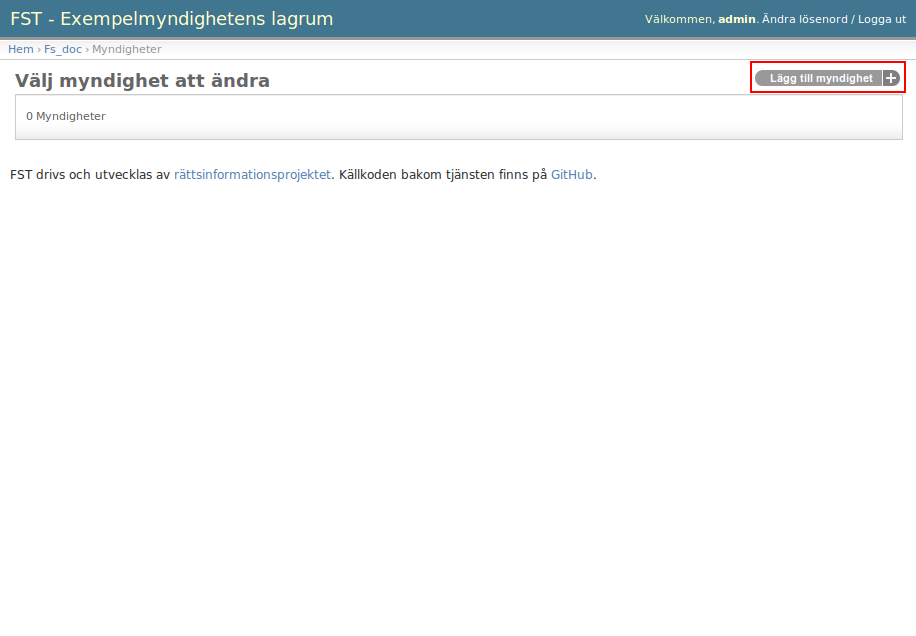 FST - Exempelmyndighetens lagrum
Välkommen, admin. Ändra lösenord / Logga ut
Hem › Fs_doc › Myndigheter
Välj myndighet att ändra
Lägg till myndighet
0 Myndigheter
FST drivs och utvecklas av rättsinformationsprojektet. Källkoden bakom tjänsten finns på GitHub.